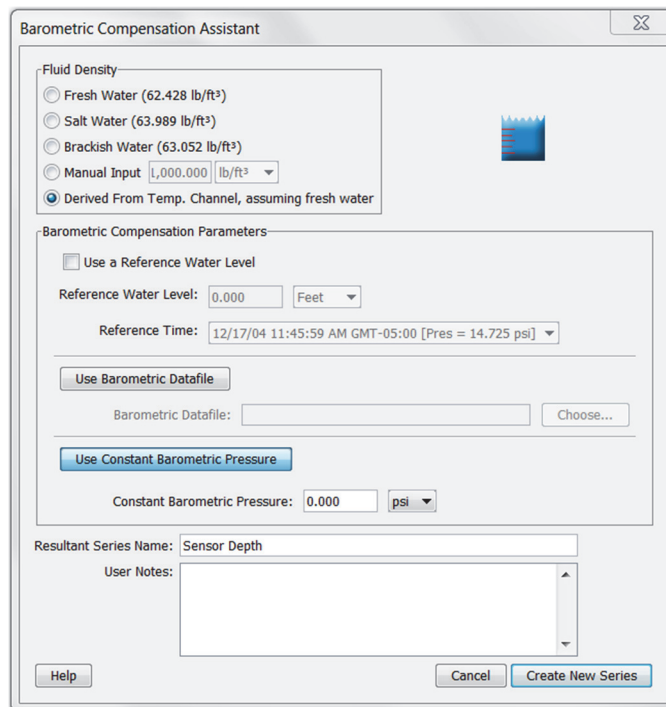 Barometric Compensation Assistant
Fluid Density
Fresh Water (62.428 lb/ft³)
Salt Water (63.989 lb/ft³)
Brackish Water (63.052 lb/ft³)
Manual Input 1,000.000 lb/ft³
Derived From Temp. Channel, assuming fresh water
Barometric Compensation Parameters
Use a Reference Water Level
Reference Water Level: 0.000 Feet
Reference Time: 12/17/04 11:45:59 AM GMT-05:00 [Pres = 14.725 psi]
Use Barometric Datafile
Barometric Datafile: Choose...
Use Constant Barometric Pressure
Constant Barometric Pressure: 0.000 psi
Resultant Series Name: Sensor Depth
User Notes:
Help Cancel Create New Series